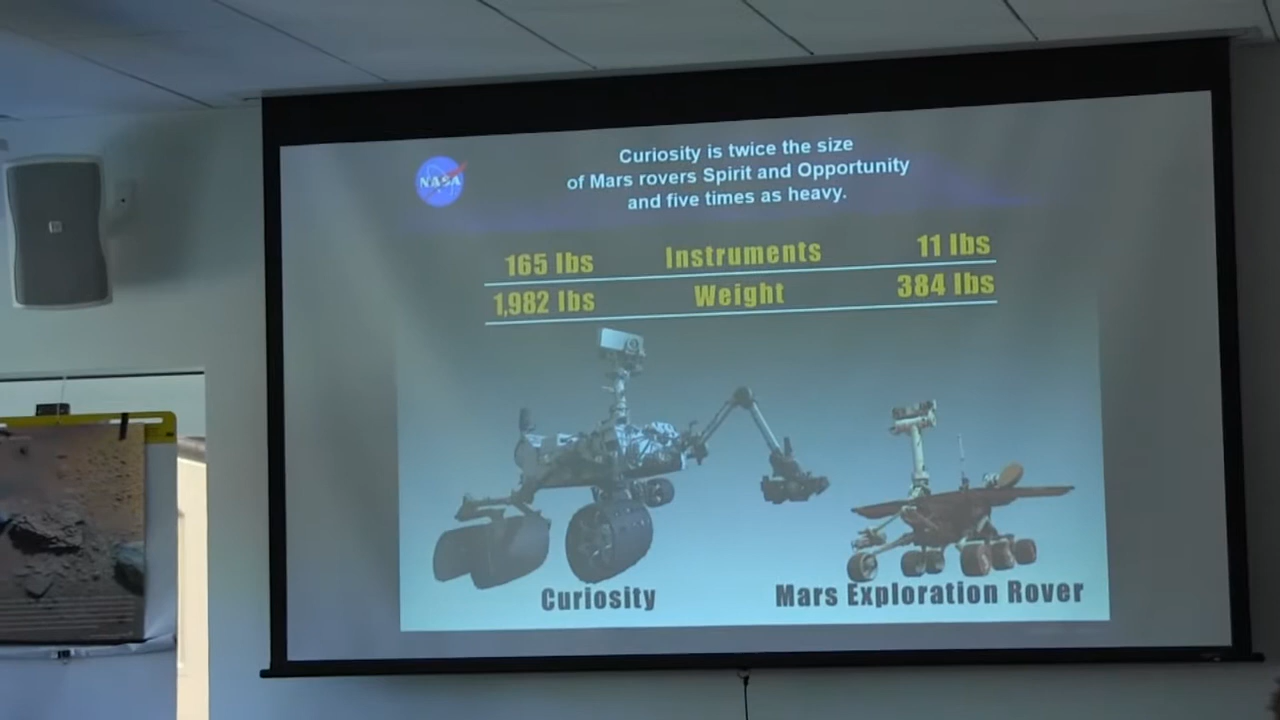 NASA
Curiosity is twice the size
of Mars rovers Spirit and Opportunity
and five times as heavy.
165 lbs Instruments 11 lbs
1,982 lbs Weight 384 lbs
Curiosity Mars Exploration Rover